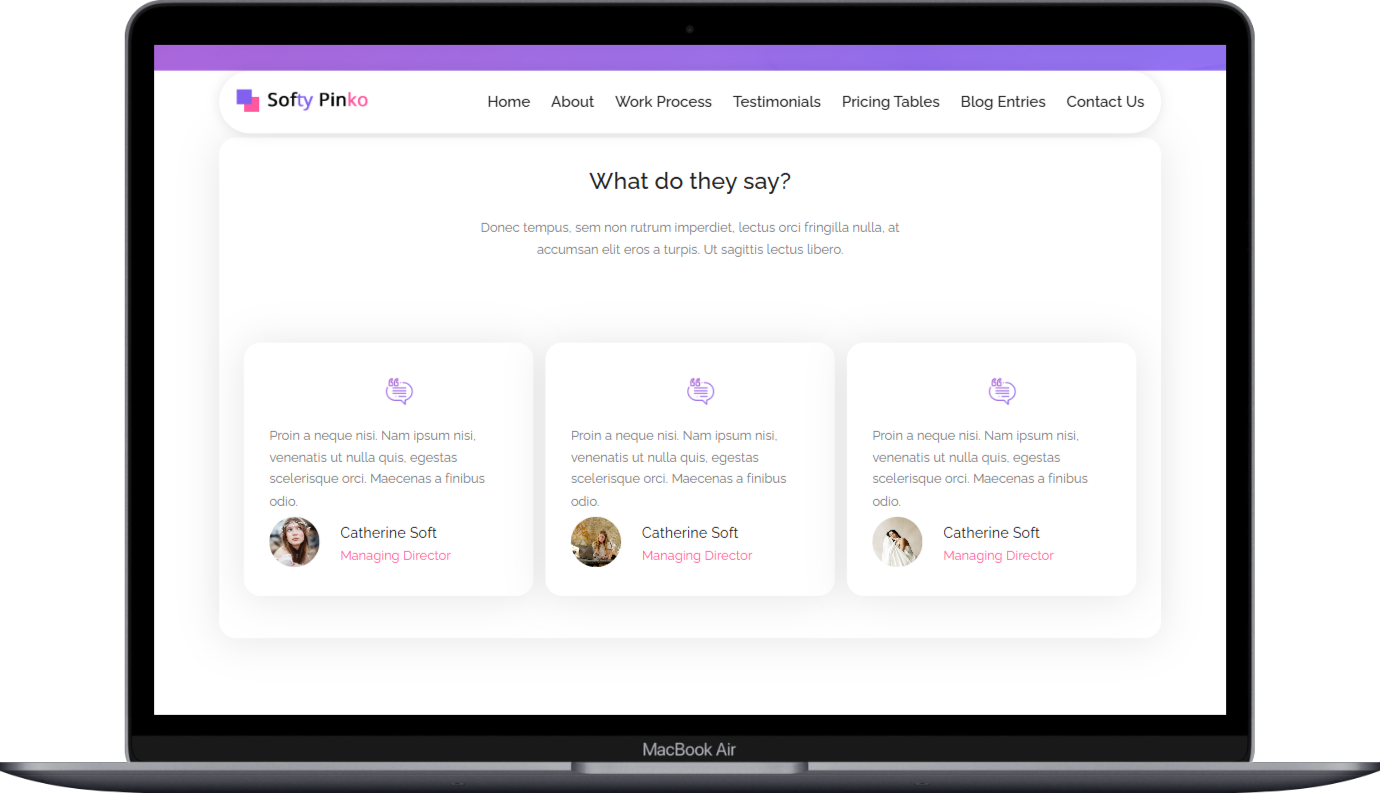 Softy Pinko
Home
About
Work Process
Testimonials
Pricing Tables
Blog Entries
Contact Us
What do they say?
Donec tempus, sem non rutrum imperdiet, lectus orci fringilla nulla, at
accumsan elit eros a turpis. Ut sagittis lectus libero.
Proin a neque nisi. Nam ipsum nisi,
venenatis ut nulla quis, egestas
scelerisque orci. Maecenas a finibus
odio.
Catherine Soft
Managing Director
Proin a neque nisi. Nam ipsum nisi,
venenatis ut nulla quis, egestas
scelerisque orci. Maecenas a finibus
odio.
Catherine Soft
Managing Director
Proin a neque nisi. Nam ipsum nisi,
venenatis ut nulla quis, egestas
scelerisque orci. Maecenas a finibus
odio.
Catherine Soft
Managing Director
MacBook Air